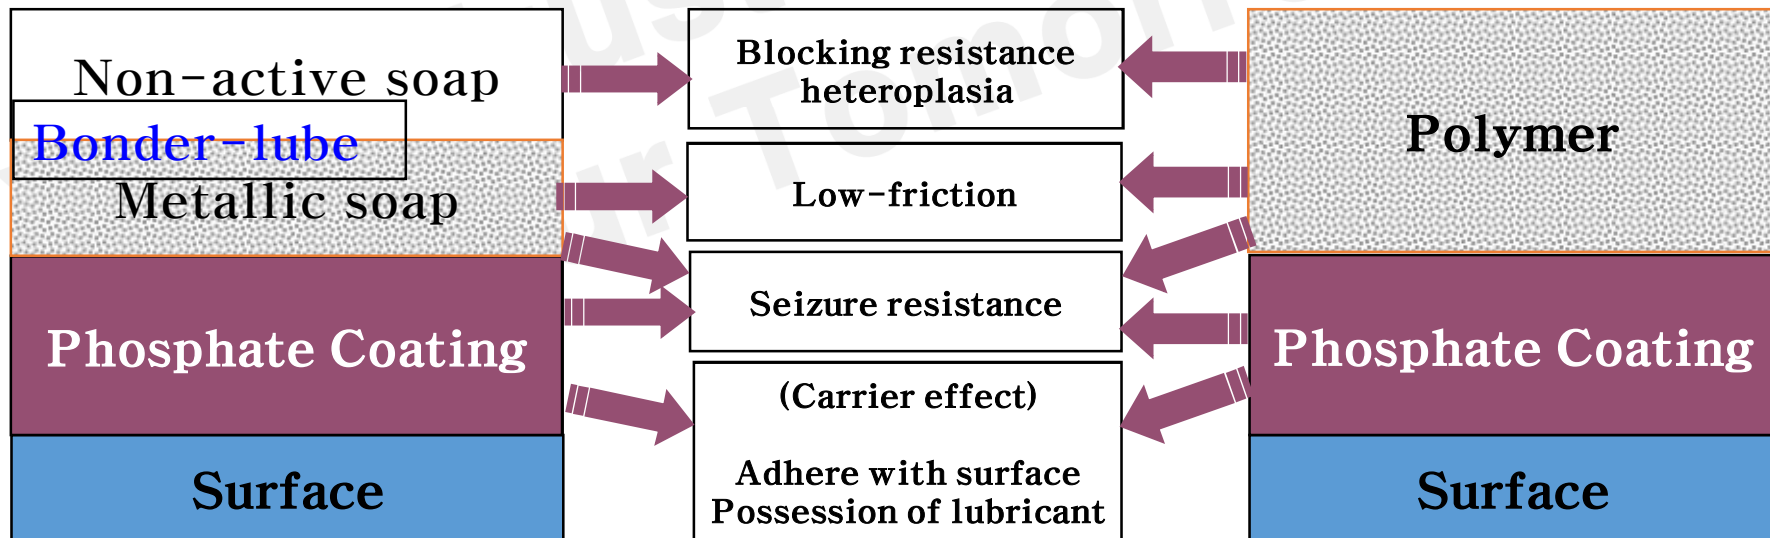 Non-active soap
Bonder-lube
Metallic soap
Phosphate Coating
Surface
Blocking resistance
heteroplasia
Low-friction
Seizure resistance
(Carrier effect)
Adhere with surface
Possession of lubricant
Polymer
Phosphate Coating
Surface